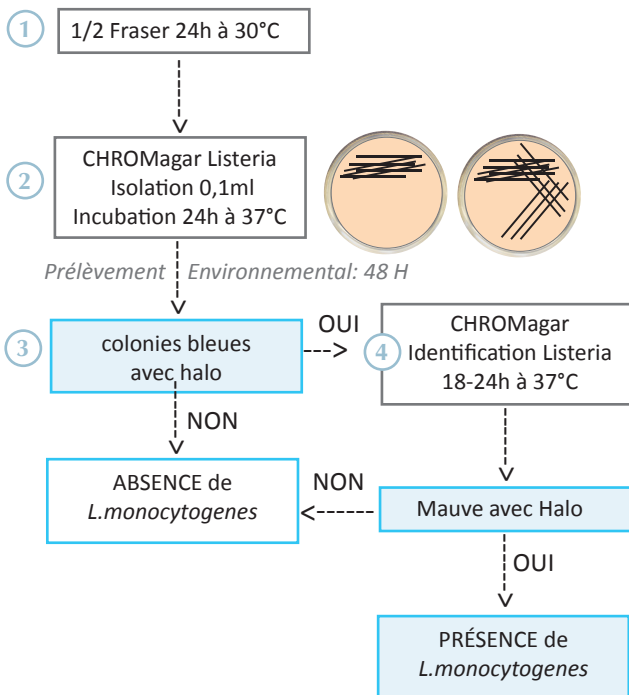 1
1/2 Fraser 24h à 30°C
2
CHROMagar Listeria
Isolation 0,1ml
Incubation 24h à 37°C
Prélèvement Environnemental: 48 H
3
colonies bleues
avec halo
OUI
4
CHROMagar
Identification Listeria
18-24h à 37°C
NON
ABSENCE de
L.monocytogenes
NON
Mauve avec Halo
OUI
PRÉSENCE de
L.monocytogenes